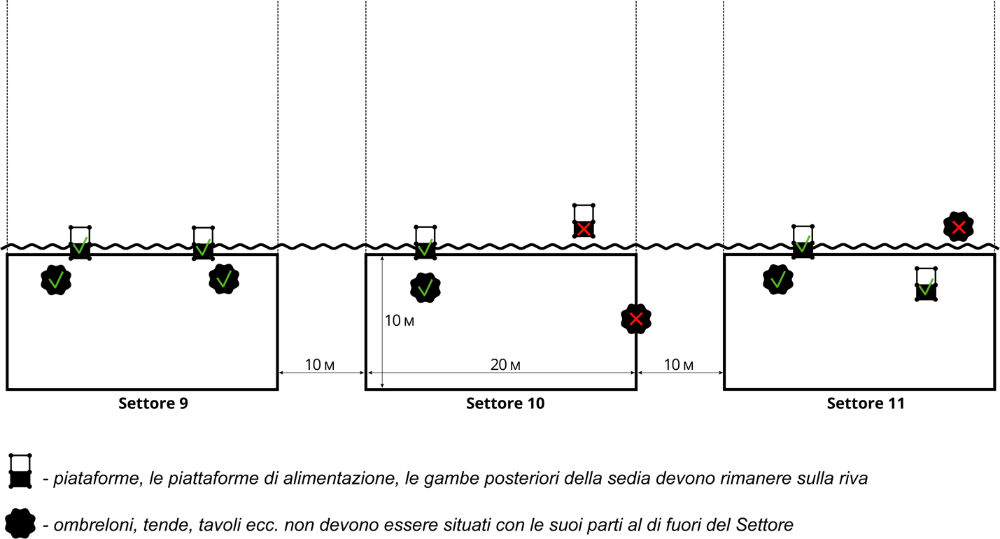 10 м
10 м
20 м
10 м
Settore 9
Settore 10
Settore 11
- piataforme, le piattaforme di alimentazione, le gambe posteriori della sedia devono rimanere sulla riva
- ombreloni, tende, tavoli ecc. non devono essere situati con le suoi parti al di fuori del Settore